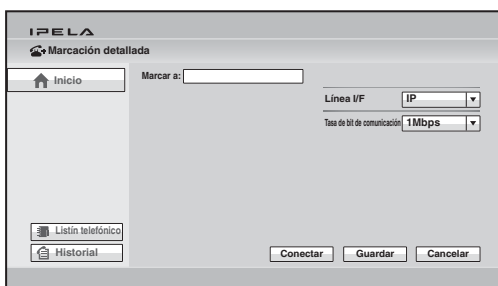 IPELA
Marcación detallada
Inicio
Marcar a:
Línea I/F
IP
Tasa de bit de comunicación
1Mbps
Listín telefónico
Historial
Conectar
Guardar
Cancelar